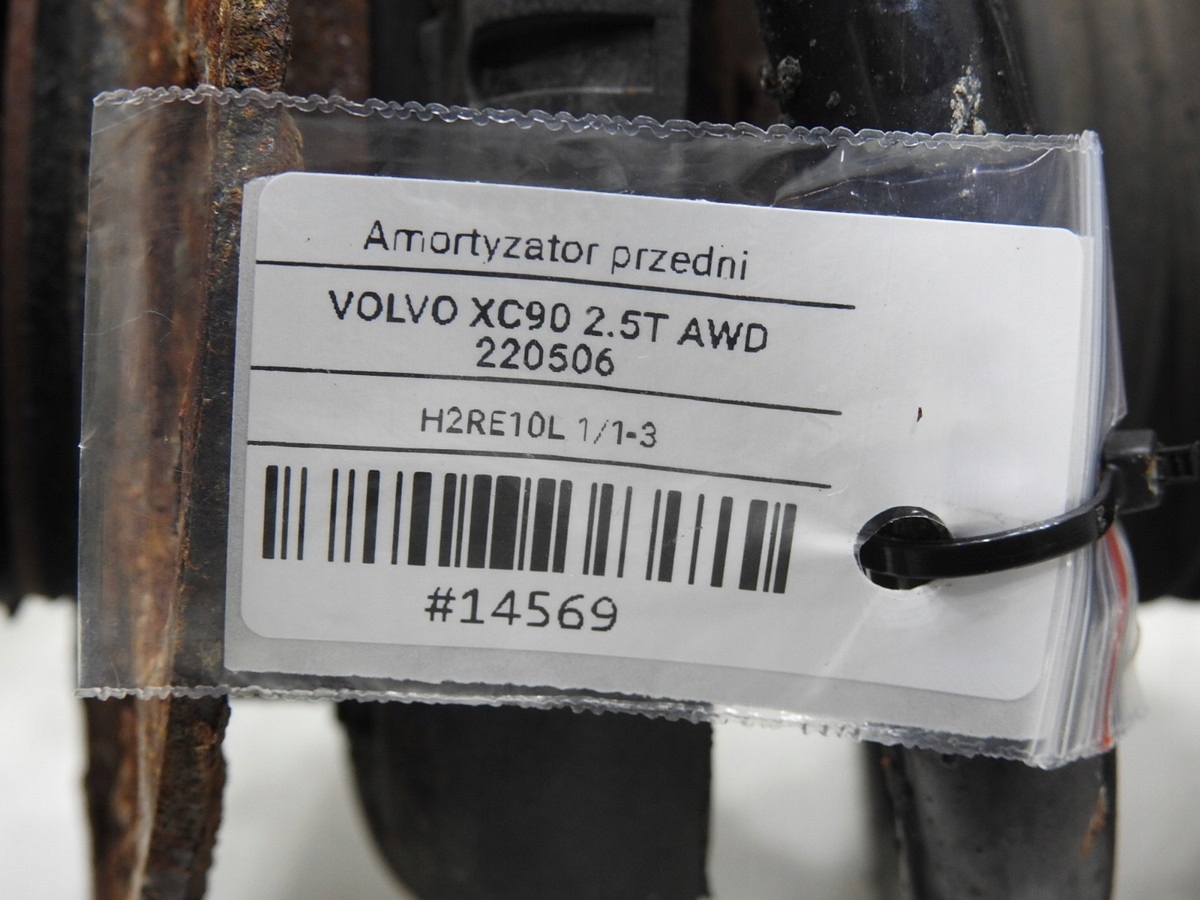 Amortyzator przedni
VOLVO XC90 2.5T AWD
220506
H2RE10L 1/1-3
#14569